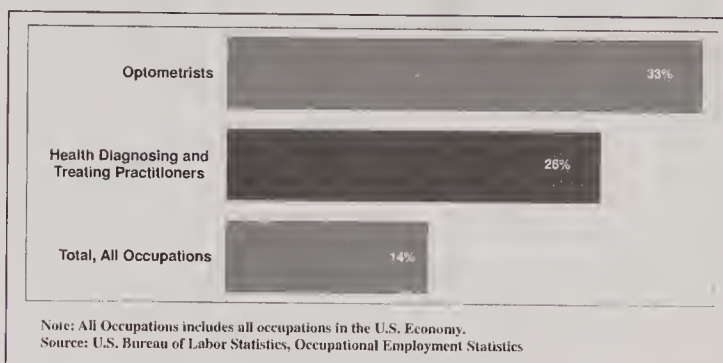 Optometrists
33%
Health Diagnosing and
Treating Practitioners
26%
Total, All Occupations
14%
Note: All Occupations includes all occupations in the U.S. Economy.
Source: U.S. Bureau of Labor Statistics, Occupational Employment Statistics